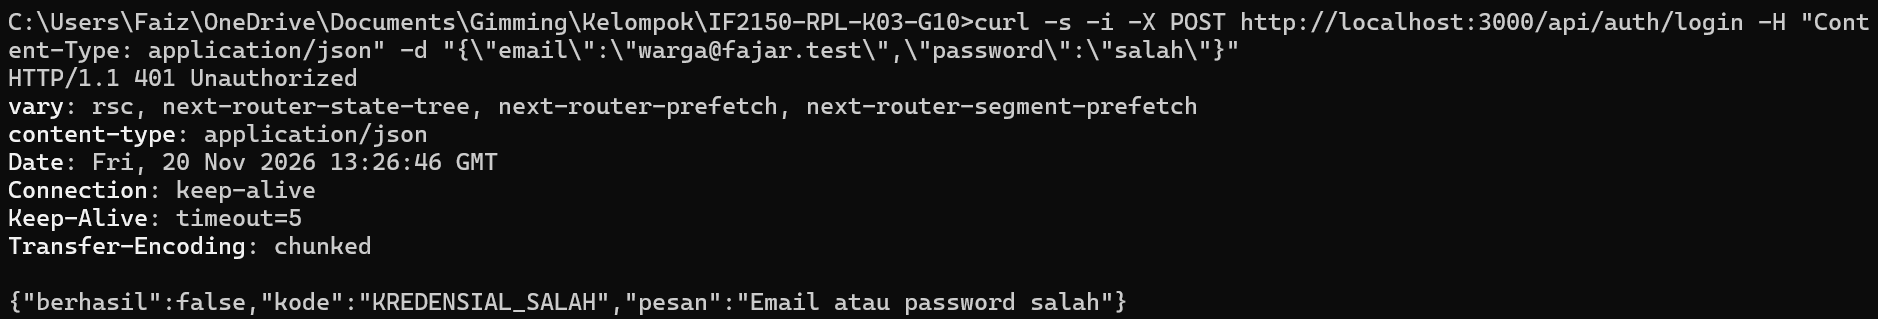 C:\Users\Faiz\OneDrive\Documents\Gimming\Kelompok\IF2150-RPL-K03-G10>curl -s -i -X POST http://localhost:3000/api/auth/login -H "Cont
ent-Type: application/json" -d "{\"email\":\"warga@fajar.test\",\"password\":\"salah\"}"
HTTP/1.1 401 Unauthorized
vary: rsc, next-router-state-tree, next-router-prefetch, next-router-segment-prefetch
content-type: application/json
Date: Fri, 20 Nov 2026 13:26:46 GMT
Connection: keep-alive
Keep-Alive: timeout=5
Transfer-Encoding: chunked

{"berhasil":false,"kode":"KREDENSIAL_SALAH","pesan":"Email atau password salah"}